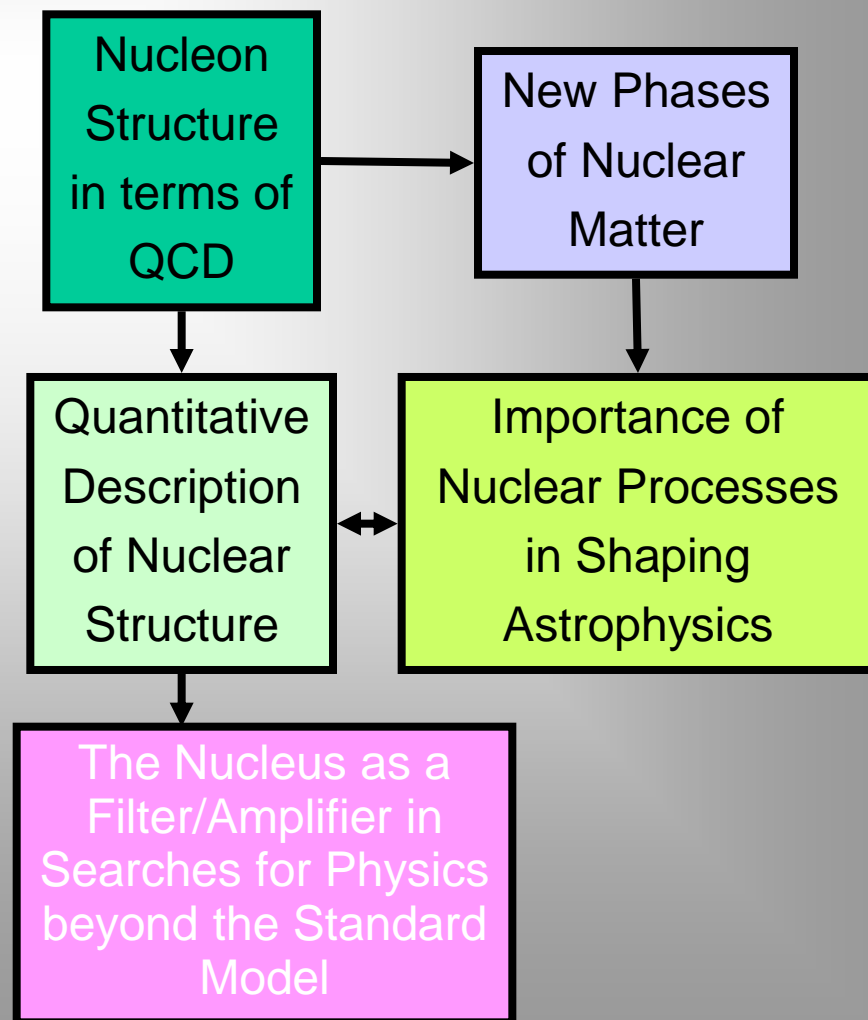 Nucleon
Structure
in terms of
QCD
New Phases
of Nuclear
Matter
Quantitative
Description
of Nuclear
Structure
Importance of
Nuclear Processes
in Shaping
Astrophysics
The Nucleus as a
Filter/Amplifier in
Searches for Physics
beyond the Standard
Model